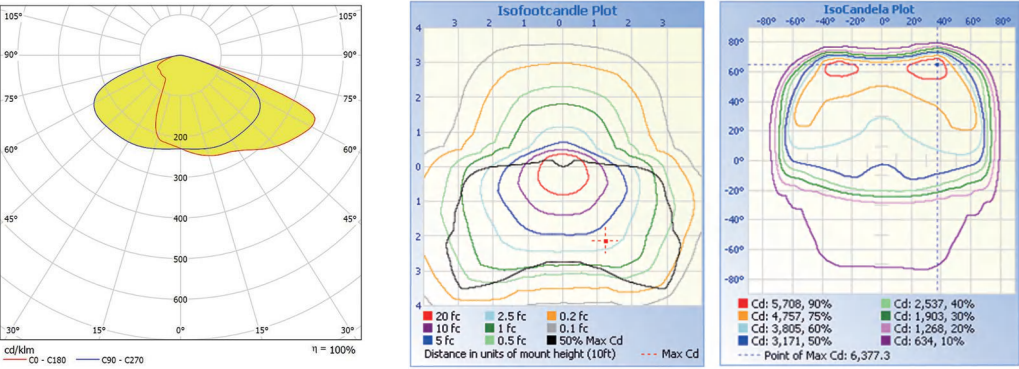 105° 105°
90° 90°
75° 75°
60° 60°
45° 45°
30° 15° 0° 15° 30°
200
300
400
500
600
cd/klm η = 100%
C0 - C180 C90 - C270
Isofootcandle Plot
3 2 1 0 1 2 3
4
3
2
1
0
1
2
3
4
20 fc 2.5 fc 0.2 fc
10 fc 1 fc 0.1 fc
5 fc 0.5 fc 50% Max Cd
Distance in units of mount height (10ft) Max Cd
IsoCandela Plot
-80° -60° -40° -20° 0° 20° 40° 60° 80°
80°
60°
40°
20°
0°
-20°
-40°
-60°
-80°
Cd: 5,708, 90% Cd: 2,537, 40%
Cd: 4,757, 75% Cd: 1,903, 30%
Cd: 3,805, 60% Cd: 1,268, 20%
Cd: 3,171, 50% Cd: 634, 10%
Point of Max Cd: 6,377.3